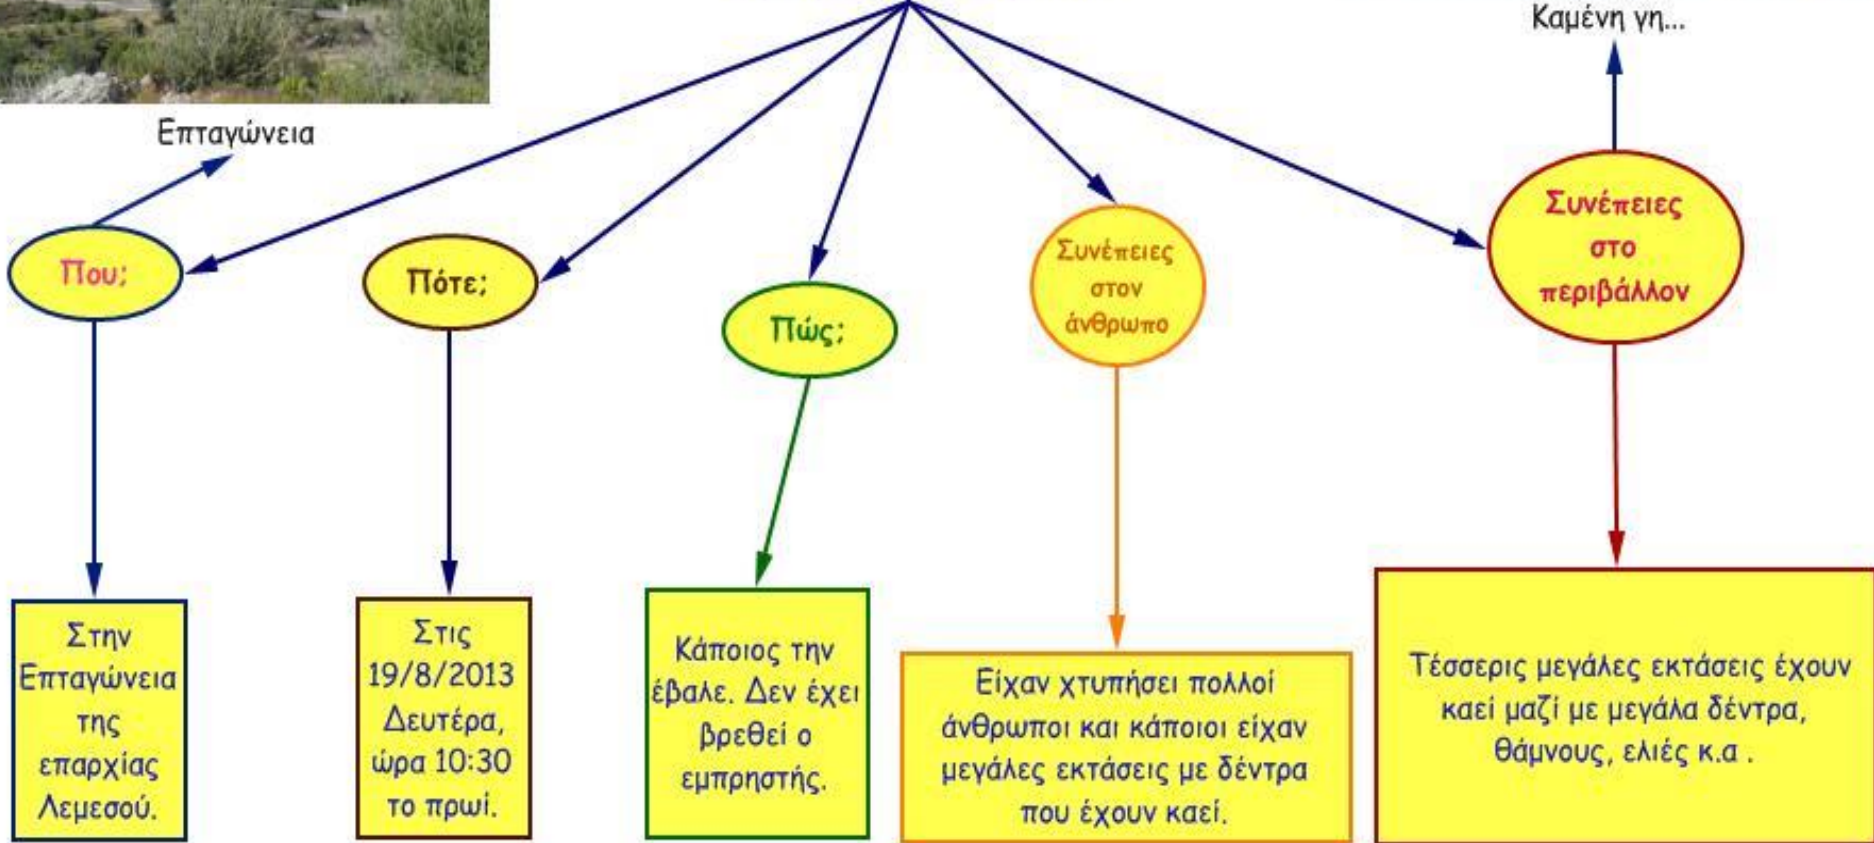 Καμένη γη...
Επταγώνεια
Που;
Πότε;
Πώς;
Συνέπειες
στον
άνθρωπο
Συνέπειες
στο
περιβάλλον
Στην
Επταγώνεια
της
επαρχίας
Λεμεσού.
Στις
19/8/2013
Δευτέρα,
ώρα 10:30
το πρωί.
Κάποιος την
έβαλε. Δεν έχει
βρεθεί ο
εμπρηστής.
Είχαν χτυπήσει πολλοί
άνθρωποι και κάποιοι είχαν
μεγάλες εκτάσεις με δέντρα
που έχουν καεί.
Τέσσερις μεγάλες εκτάσεις έχουν
καεί μαζί με μεγάλα δέντρα,
θάμνους, ελιές κ.α .